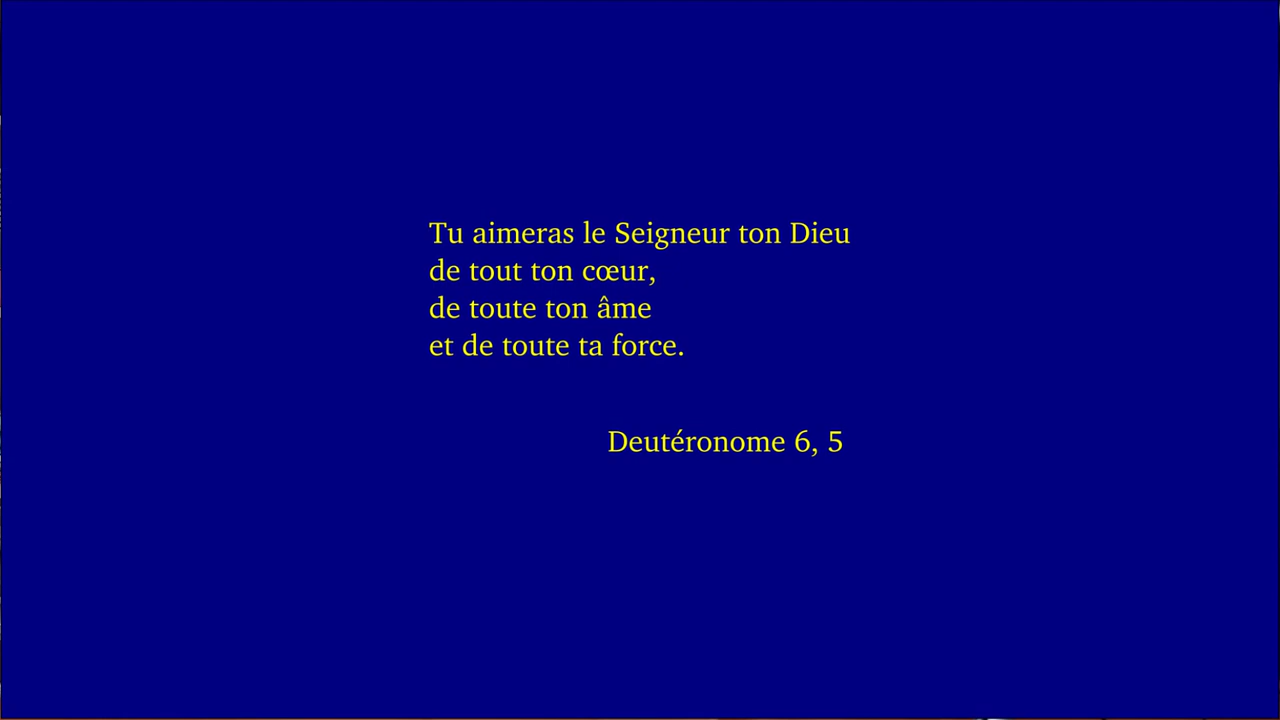 Tu aimeras le Seigneur ton Dieu
de tout ton cœur,
de toute ton âme
et de toute ta force.
Deutéronome 6, 5